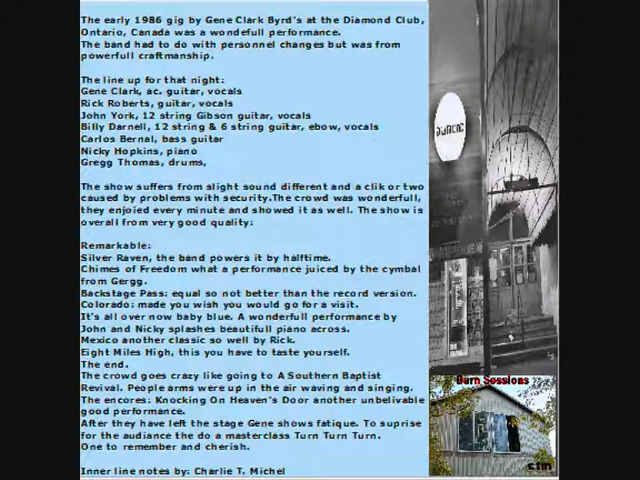 The early 1986 gig by Gene Clark Byrd's at the Diamond Club,
Ontario, Canada was a wondefull performance.
The band had to do with personnel changes but was from
powerfull craftmanship.
The line up for that night:
Gene Clark, ac. guitar, vocals
Rick Roberts, guitar, vocals
John York, 12 string Gibson guitar, vocals
Billy Darnell, 12 string & 6 string guitar, ebow, vocals
Carlos Bernal, bass guitar
Nicky Hopkins, piano
Gregg Thomas, drums,
The show suffers from slight sound different and a clik or two
caused by problems with security.The crowd was wonderfull,
they enjoied every minute and showed it as well. The show is
overall from very good quality:
Remarkable:
Silver Raven, the band powers it by halftime.
Chimes of Freedom what a performance juiced by the cymbal
from Gergg.
Backstage Pass: equal so not better than the record version.
Colorado: made you wish you would go for a visit.
It's all over now baby blue. A wonderfull performance by
John and Nicky splashes beautifull piano across.
Mexico another classic so well by Rick.
Eight Miles High, this you have to taste yourself.
The end.
The crowd goes crazy like going to A Southern Baptist
Revival. People arms were up in the air waving and singing.
The encores: Knocking On Heaven's Door another unbelivable
good performance.
After they have left the stage Gene shows fatique. To suprise
for the audience the do a masterclass Turn Turn Turn.
One to remember and cherish.
Inner line notes by: Charlie T. Michel
DIAMOND
Barn Sessions
ctm